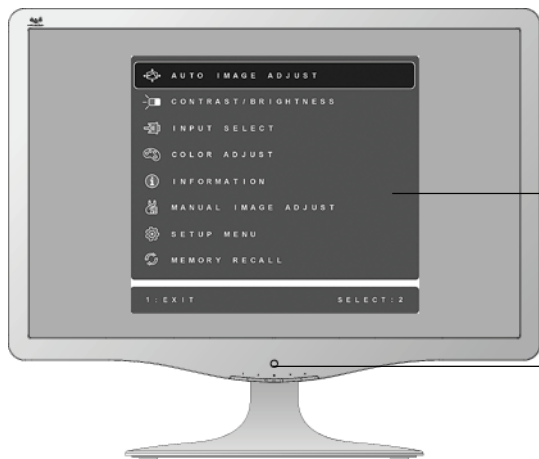 AUTO IMAGE ADJUST
CONTRAST/BRIGHTNESS
INPUT SELECT
COLOR ADJUST
INFORMATION
MANUAL IMAGE ADJUST
SETUP MENU
MEMORY RECALL
1:EXIT SELECT:2